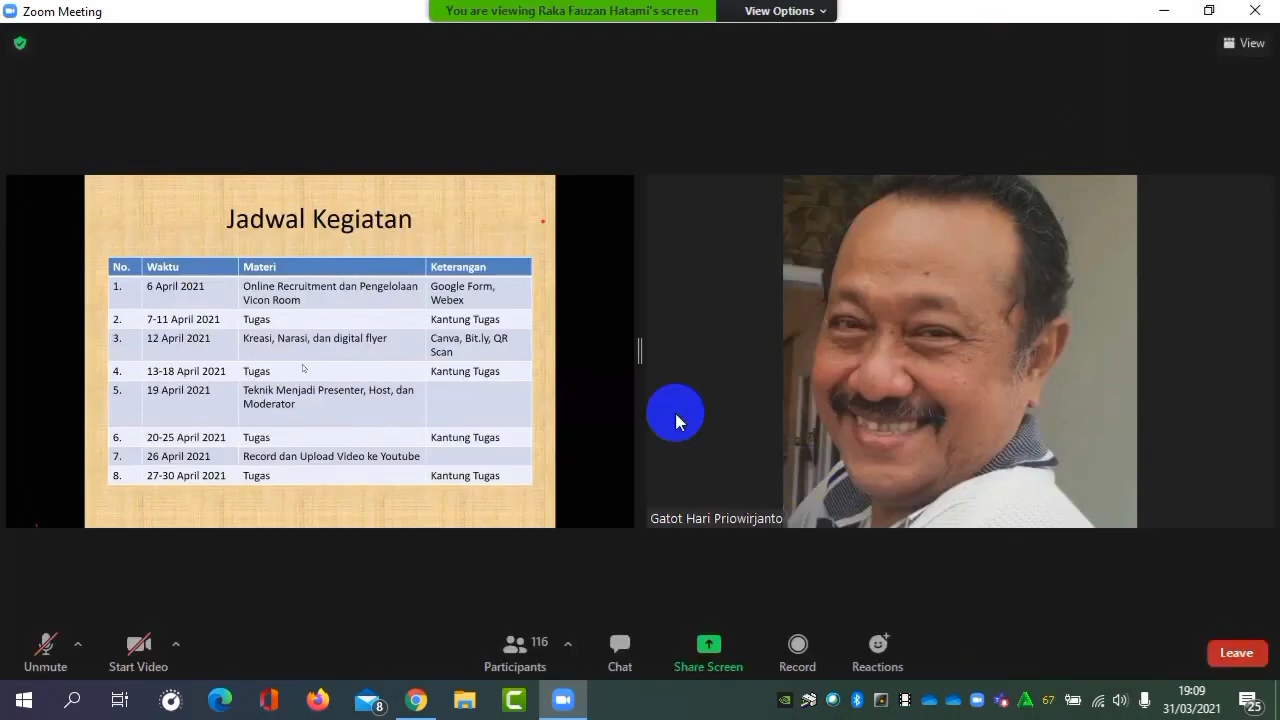 Zoom Meeting
You are viewing Raka Fauzan Hatami's screen
View Options
View
Jadwal Kegiatan
No. Waktu Materi Keterangan
1. 6 April 2021 Online Recruitment dan Pengelolaan Vicon Room Google Form, Webex
2. 7-11 April 2021 Tugas Kantung Tugas
3. 12 April 2021 Kreasi, Narasi, dan digital flyer Canva, Bit.ly, QR Scan
4. 13-18 April 2021 Tugas Kantung Tugas
5. 19 April 2021 Teknik Menjadi Presenter, Host, dan Moderator
6. 20-25 April 2021 Tugas Kantung Tugas
7. 26 April 2021 Record dan Upload Video ke Youtube
8. 27-30 April 2021 Tugas Kantung Tugas
Gatot Hari Priowirjanto
Unmute
Start Video
116
Participants
Chat
Share Screen
Record
Reactions
Leave
8
67
19:09
31/03/2021
25